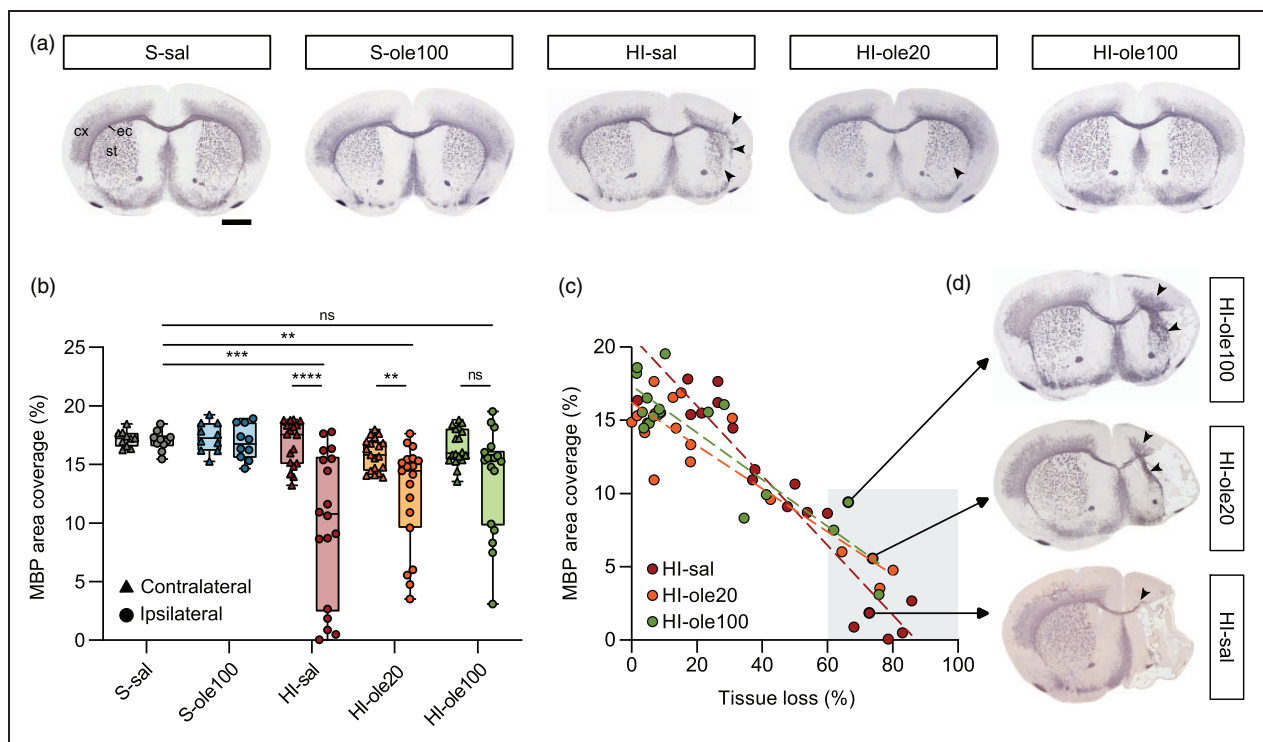 (a)
S-sal
S-ole100
HI-sal
HI-ole20
HI-ole100
cx
ec
st
(b)
ns
**
***
****
**
ns
25
20
15
10
5
0
MBP area coverage (%)
Contralateral
Ipsilateral
S-sal
S-ole100
HI-sal
HI-ole20
HI-ole100
(c)
20
15
10
5
0
MBP area coverage (%)
HI-sal
HI-ole20
HI-ole100
0 20 40 60 80 100
Tissue loss (%)
(d)
HI-ole100
HI-ole20
HI-sal